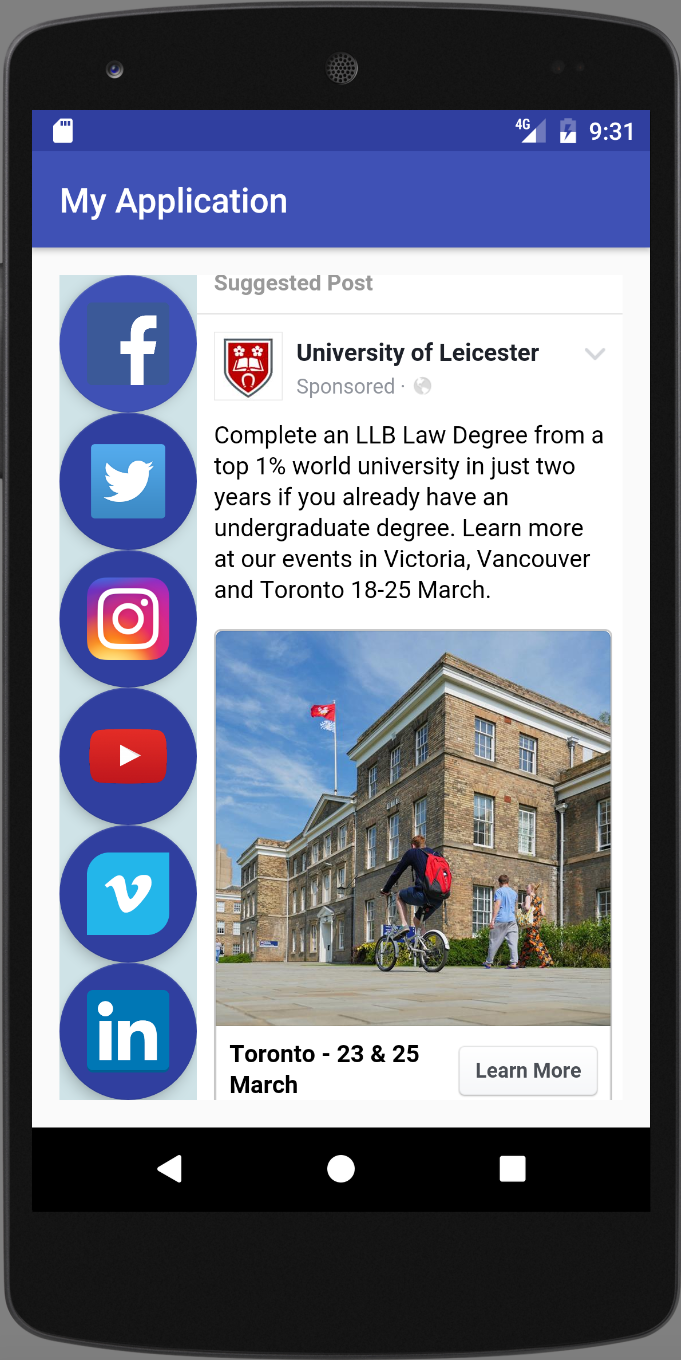 4G 9:31
My Application
Suggested Post
University of Leicester
Sponsored ·
Complete an LLB Law Degree from a
top 1% world university in just two
years if you already have an
undergraduate degree. Learn more
at our events in Victoria, Vancouver
and Toronto 18-25 March.
Toronto - 23 & 25
March
Learn More
f
in